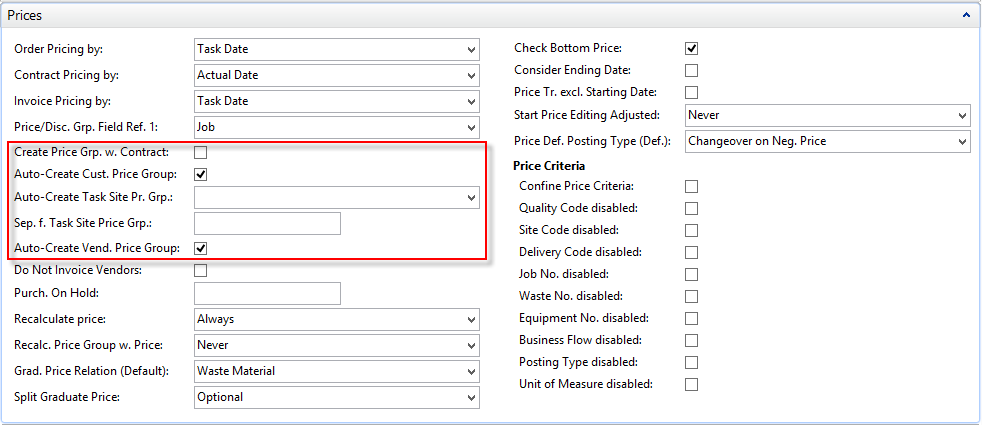 Prices
Order Pricing by: Task Date
Contract Pricing by: Actual Date
Invoice Pricing by: Task Date
Price/Disc. Grp. Field Ref. 1: Job
Create Price Grp. w. Contract:
Auto-Create Cust. Price Group:
Auto-Create Task Site Pr. Grp.:
Sep. f. Task Site Price Grp.:
Auto-Create Vend. Price Group:
Do Not Invoice Vendors:
Purch. On Hold:
Recalculate price: Always
Recalc. Price Group w. Price: Never
Grad. Price Relation (Default): Waste Material
Split Graduate Price: Optional
Check Bottom Price:
Consider Ending Date:
Price Tr. excl. Starting Date:
Start Price Editing Adjusted: Never
Price Def. Posting Type (Def.): Changeover on Neg. Price
Price Criteria
Confine Price Criteria:
Quality Code disabled:
Site Code disabled:
Delivery Code disabled:
Job No. disabled:
Waste No. disabled:
Equipment No. disabled:
Business Flow disabled:
Posting Type disabled:
Unit of Measure disabled: